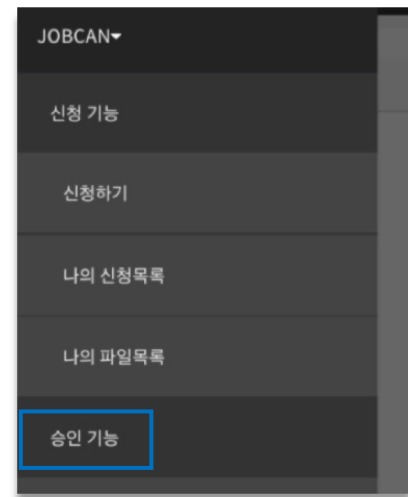 JOBCAN
신청 기능
신청하기
나의 신청목록
나의 파일목록
승인 기능